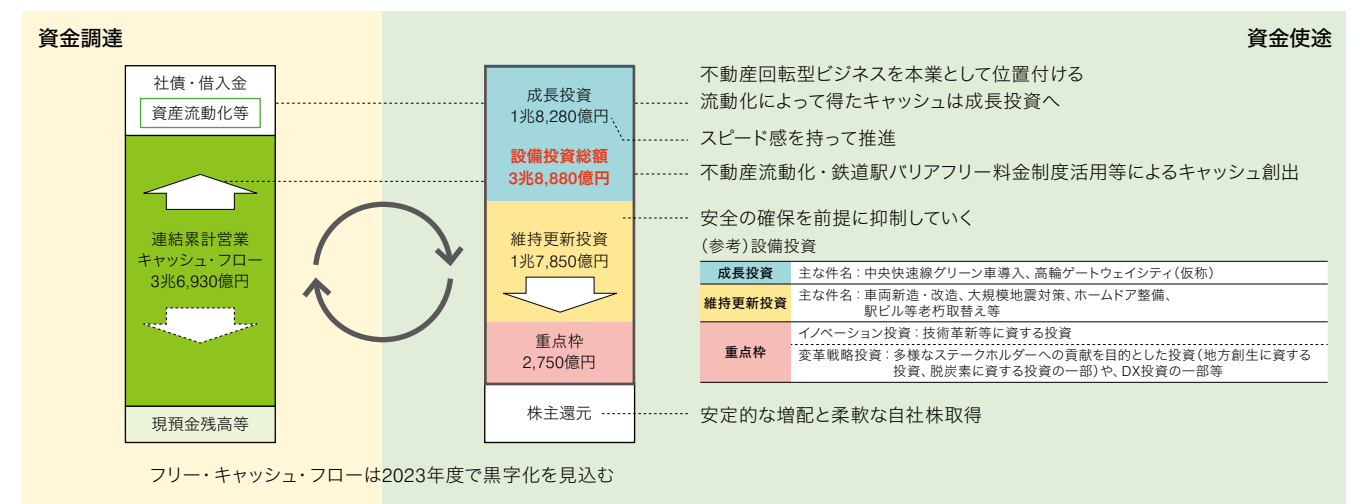 資金調達
資金使途
社債・借入金
資産流動化等
連結累計営業
キャッシュ・フロー
3兆6,930億円
現預金残高等
成長投資
1兆8,280億円
設備投資総額
3兆8,880億円
維持更新投資
1兆7,850億円
重点枠
2,750億円
株主還元
不動産回転型ビジネスを本業として位置付ける
流動化によって得たキャッシュは成長投資へ
スピード感を持って推進
不動産流動化・鉄道駅バリアフリー料金制度活用等によるキャッシュ創出
安全の確保を前提に抑制していく
(参考)設備投資
成長投資 主な件名:中央快速線グリーン車導入、高輪ゲートウェイシティ(仮称)
維持更新投資 主な件名:車両新造・改造、大規模地震対策、ホームドア整備、
駅ビル等老朽取替え等
重点枠
イノベーション投資:技術革新等に資する投資
変革戦略投資:多様なステークホルダーへの貢献を目的とした投資(地方創生に資する
投資、脱炭素に資する投資の一部)や、DX投資の一部等
安定的な増配と柔軟な自社株取得
フリー・キャッシュ・フローは2023年度で黒字化を見込む